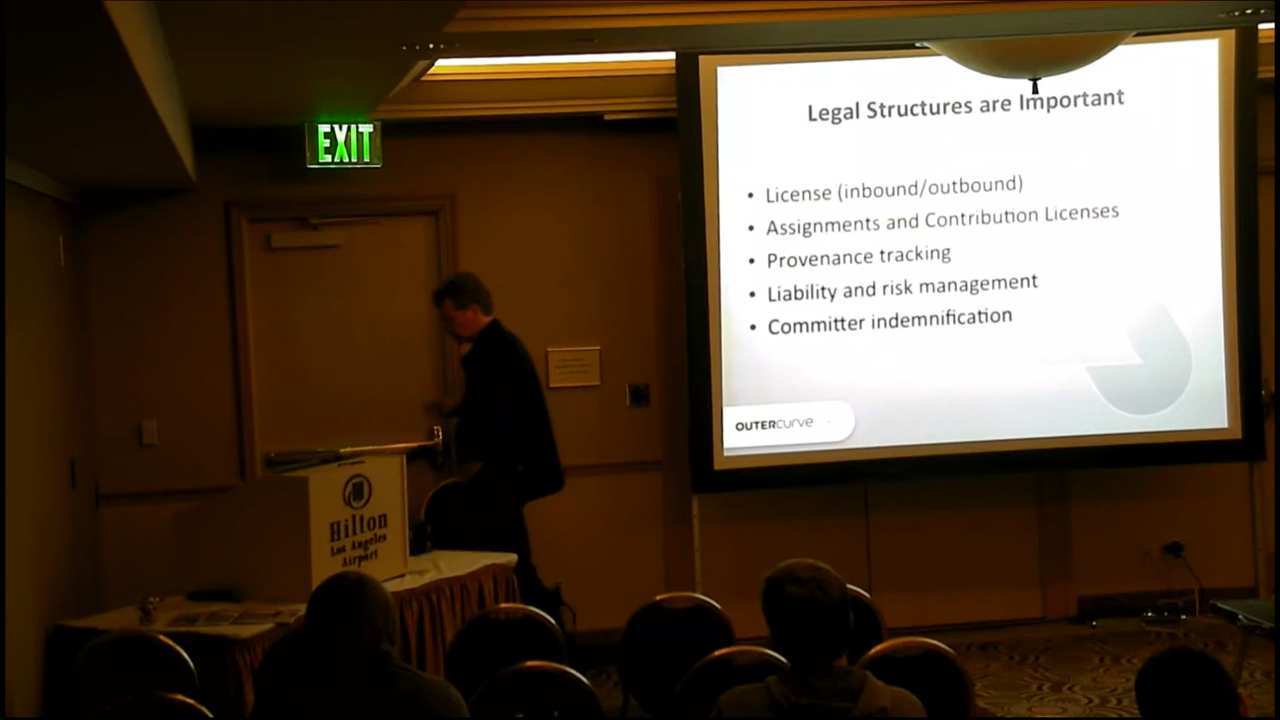 EXIT
Legal Structures are Important
• License (inbound/outbound)
• Assignments and Contribution Licenses
• Provenance tracking
• Liability and risk management
• Committer indemnification
OUTERCURVE
Hilton
Los Angeles
Airport